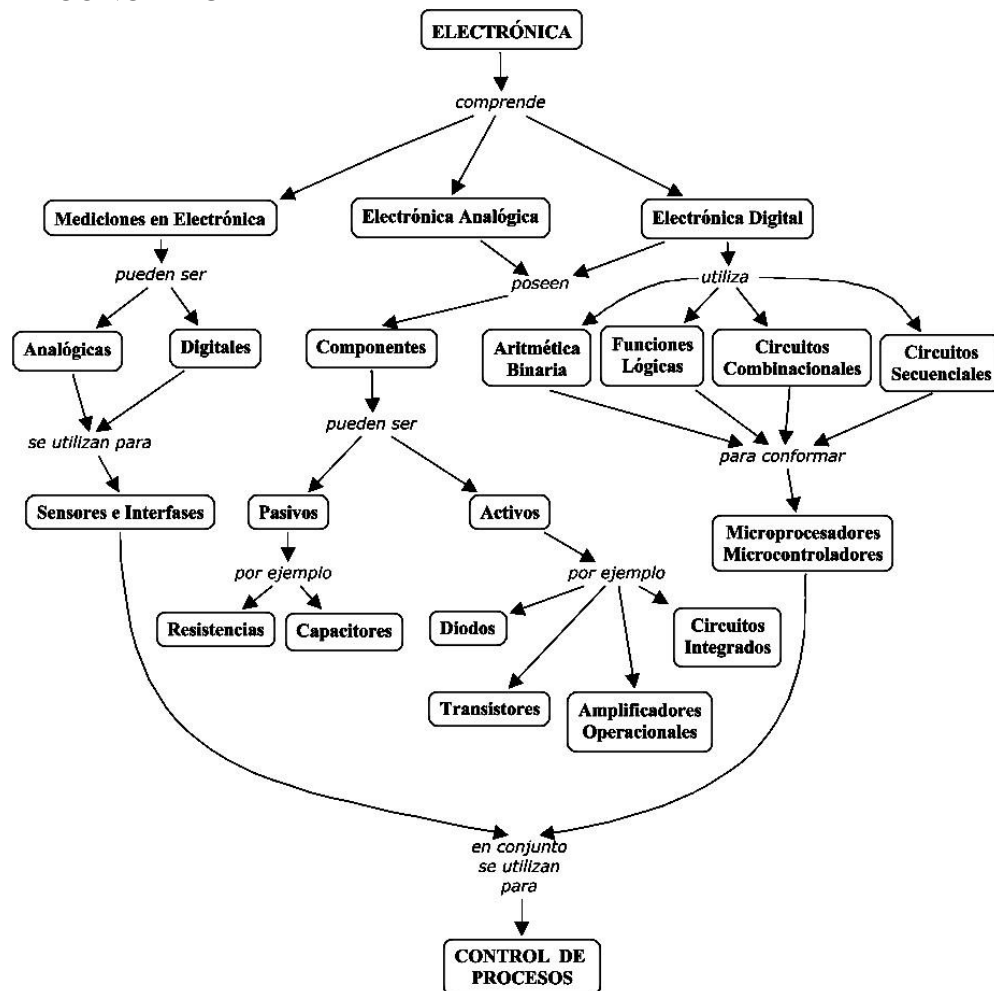 ELECTRÓNICA
comprende
Mediciones en Electrónica
Electrónica Analógica
Electrónica Digital
pueden ser
poseen
utiliza
Analógicas
Digitales
Componentes
Aritmética
Binaria
Funciones
Lógicas
Circuitos
Combinacionales
Circuitos
Secuenciales
se utilizan para
pueden ser
para conformar
Sensores e Interfases
Pasivos
Activos
Microprocesadores
Microcontroladores
por ejemplo
por ejemplo
Resistencias
Capacitores
Diodos
Circuitos
Integrados
Transistores
Amplificadores
Operacionales
en conjunto
se utilizan
para
CONTROL DE
PROCESOS